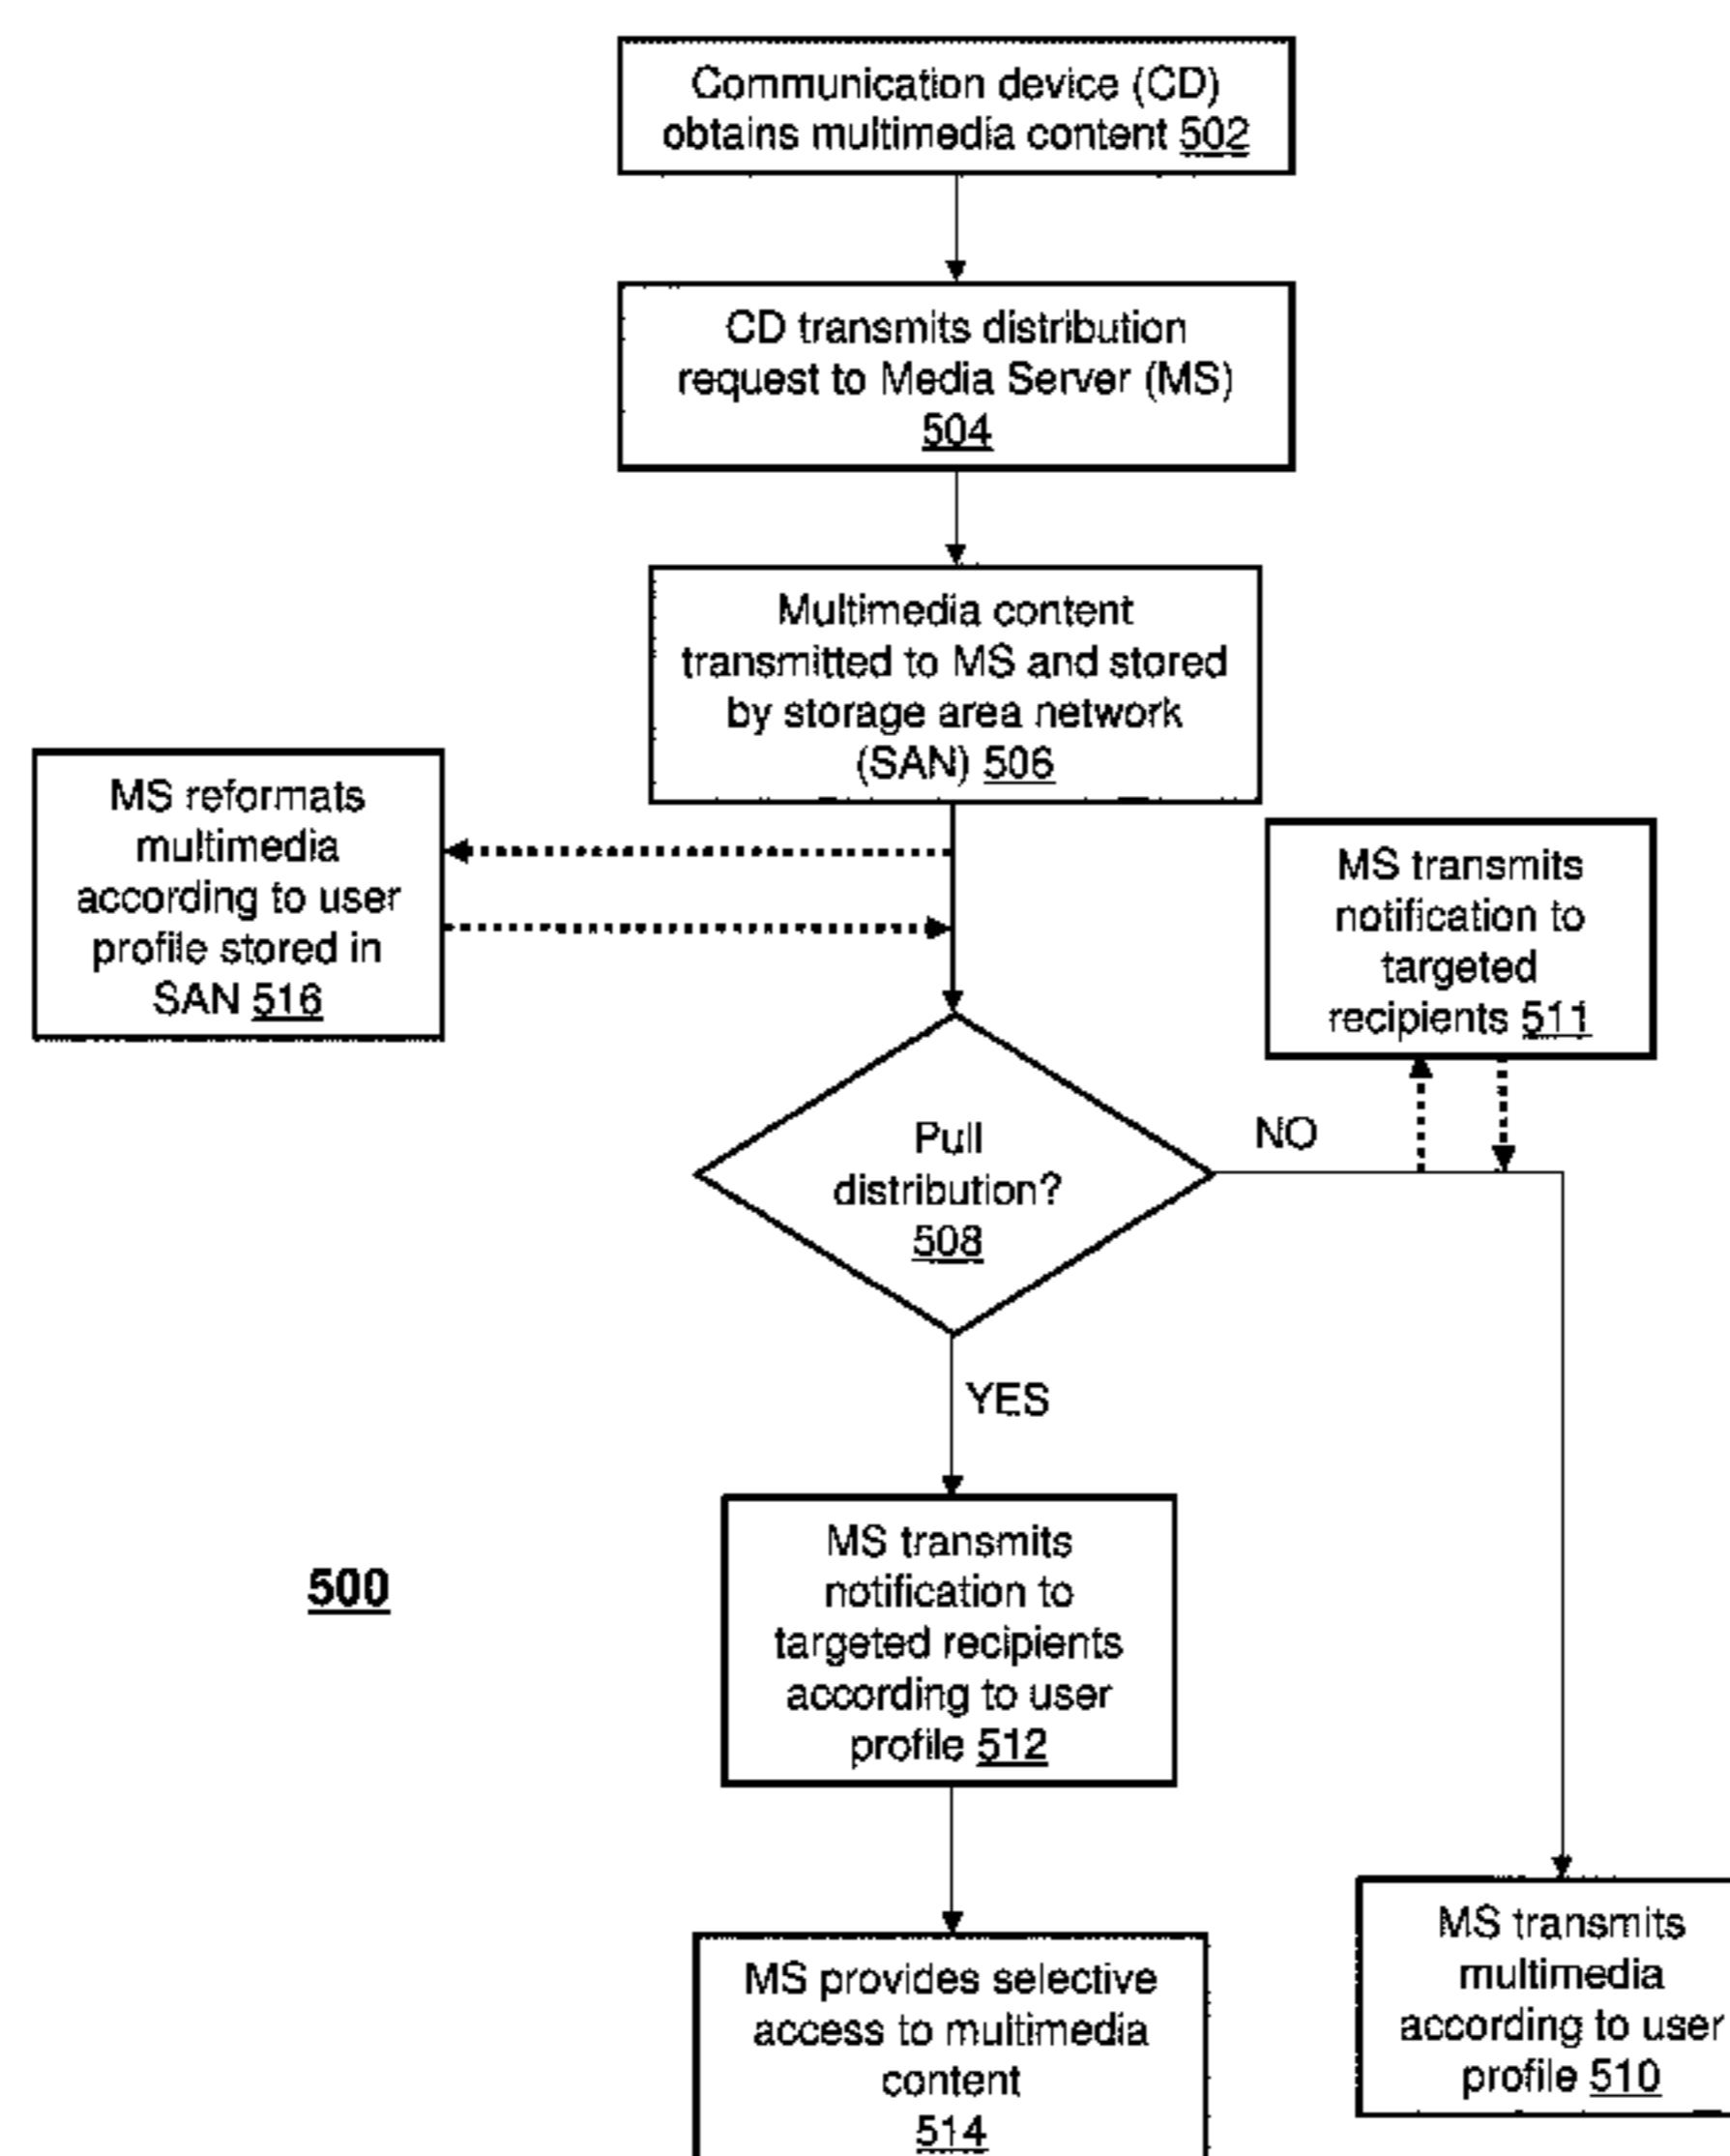 Communication device (CD)
obtains multimedia content 502
CD transmits distribution
request to Media Server (MS)
504
Multimedia content
transmitted to MS and stored
by storage area network
(SAN) 506
MS reformats
multimedia
according to user
profile stored in
SAN 516
MS transmits
notification to
targeted
recipients 511
Pull
distribution?
508
NO
YES
MS transmits
notification to
targeted recipients
according to user
profile 512
500
MS provides selective
access to multimedia
content
514
MS transmits
multimedia
according to user
profile 510